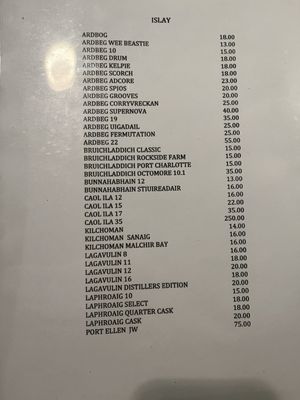 ISLAY
ARDBOG 18.00
ARDBEG WEE BEASTIE 13.00
ARDBEG 10 15.00
ARDBEG DRUM 18.00
ARDBEG KELPIE 18.00
ARDBEG SCORCH 18.00
ARDBEG ADCORE 23.00
ARDBEG SPIOS 20.00
ARDBEG GROOVES 20.00
ARDBEG CORRYVRECKAN 25.00
ARDBEG SUPERNOVA 40.00
ARDBEG 19 35.00
ARDBEG UIGADAIL 25.00
ARDBEG FERMUTATION 25.00
ARDBEG 22 55.00
BRUICHLADDICH CLASSIC 15.00
BRUICHLADDICH ROCKSIDE FARM 15.00
BRUICHLADDICH PORT CHARLOTTE 15.00
BRUICHLADDICH OCTOMORE 10.1 35.00
BUNNAHABHAIN 12 13.00
BUNNAHABHAIN STIUIREADAIR 16.00
CAOL ILA 12 16.00
CAOL ILA 15 22.00
CAOL ILA 17 35.00
CAOL ILA 35 250.00
KILCHOMAN 14.00
KILCHOMAN SANAIG 16.00
KILCHOMAN MALCHIR BAY 16.00
LAGAVULIN 8 16.00
LAGAVULIN 11 18.00
LAGAVULIN 12 20.00
LAGAVULIN 16 18.00
LAGAVULIN DISTILLERS EDITION 20.00
LAPHROAIG 10 15.00
LAPHROAIG SELECT 18.00
LAPHROAIG QUARTER CASK 18.00
LAPHROAIG CASK 20.00
PORT ELLEN JW 75.00